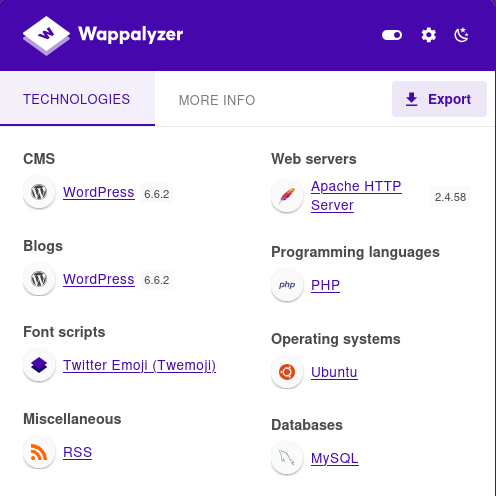 Wappalyzer
TECHNOLOGIES
MORE INFO
Export
CMS
WordPress 6.6.2
Blogs
WordPress 6.6.2
Font scripts
Twitter Emoji (Twemoji)
Miscellaneous
RSS
Web servers
Apache HTTP
Server 2.4.58
Programming languages
php PHP
Operating systems
Ubuntu
Databases
MySQL